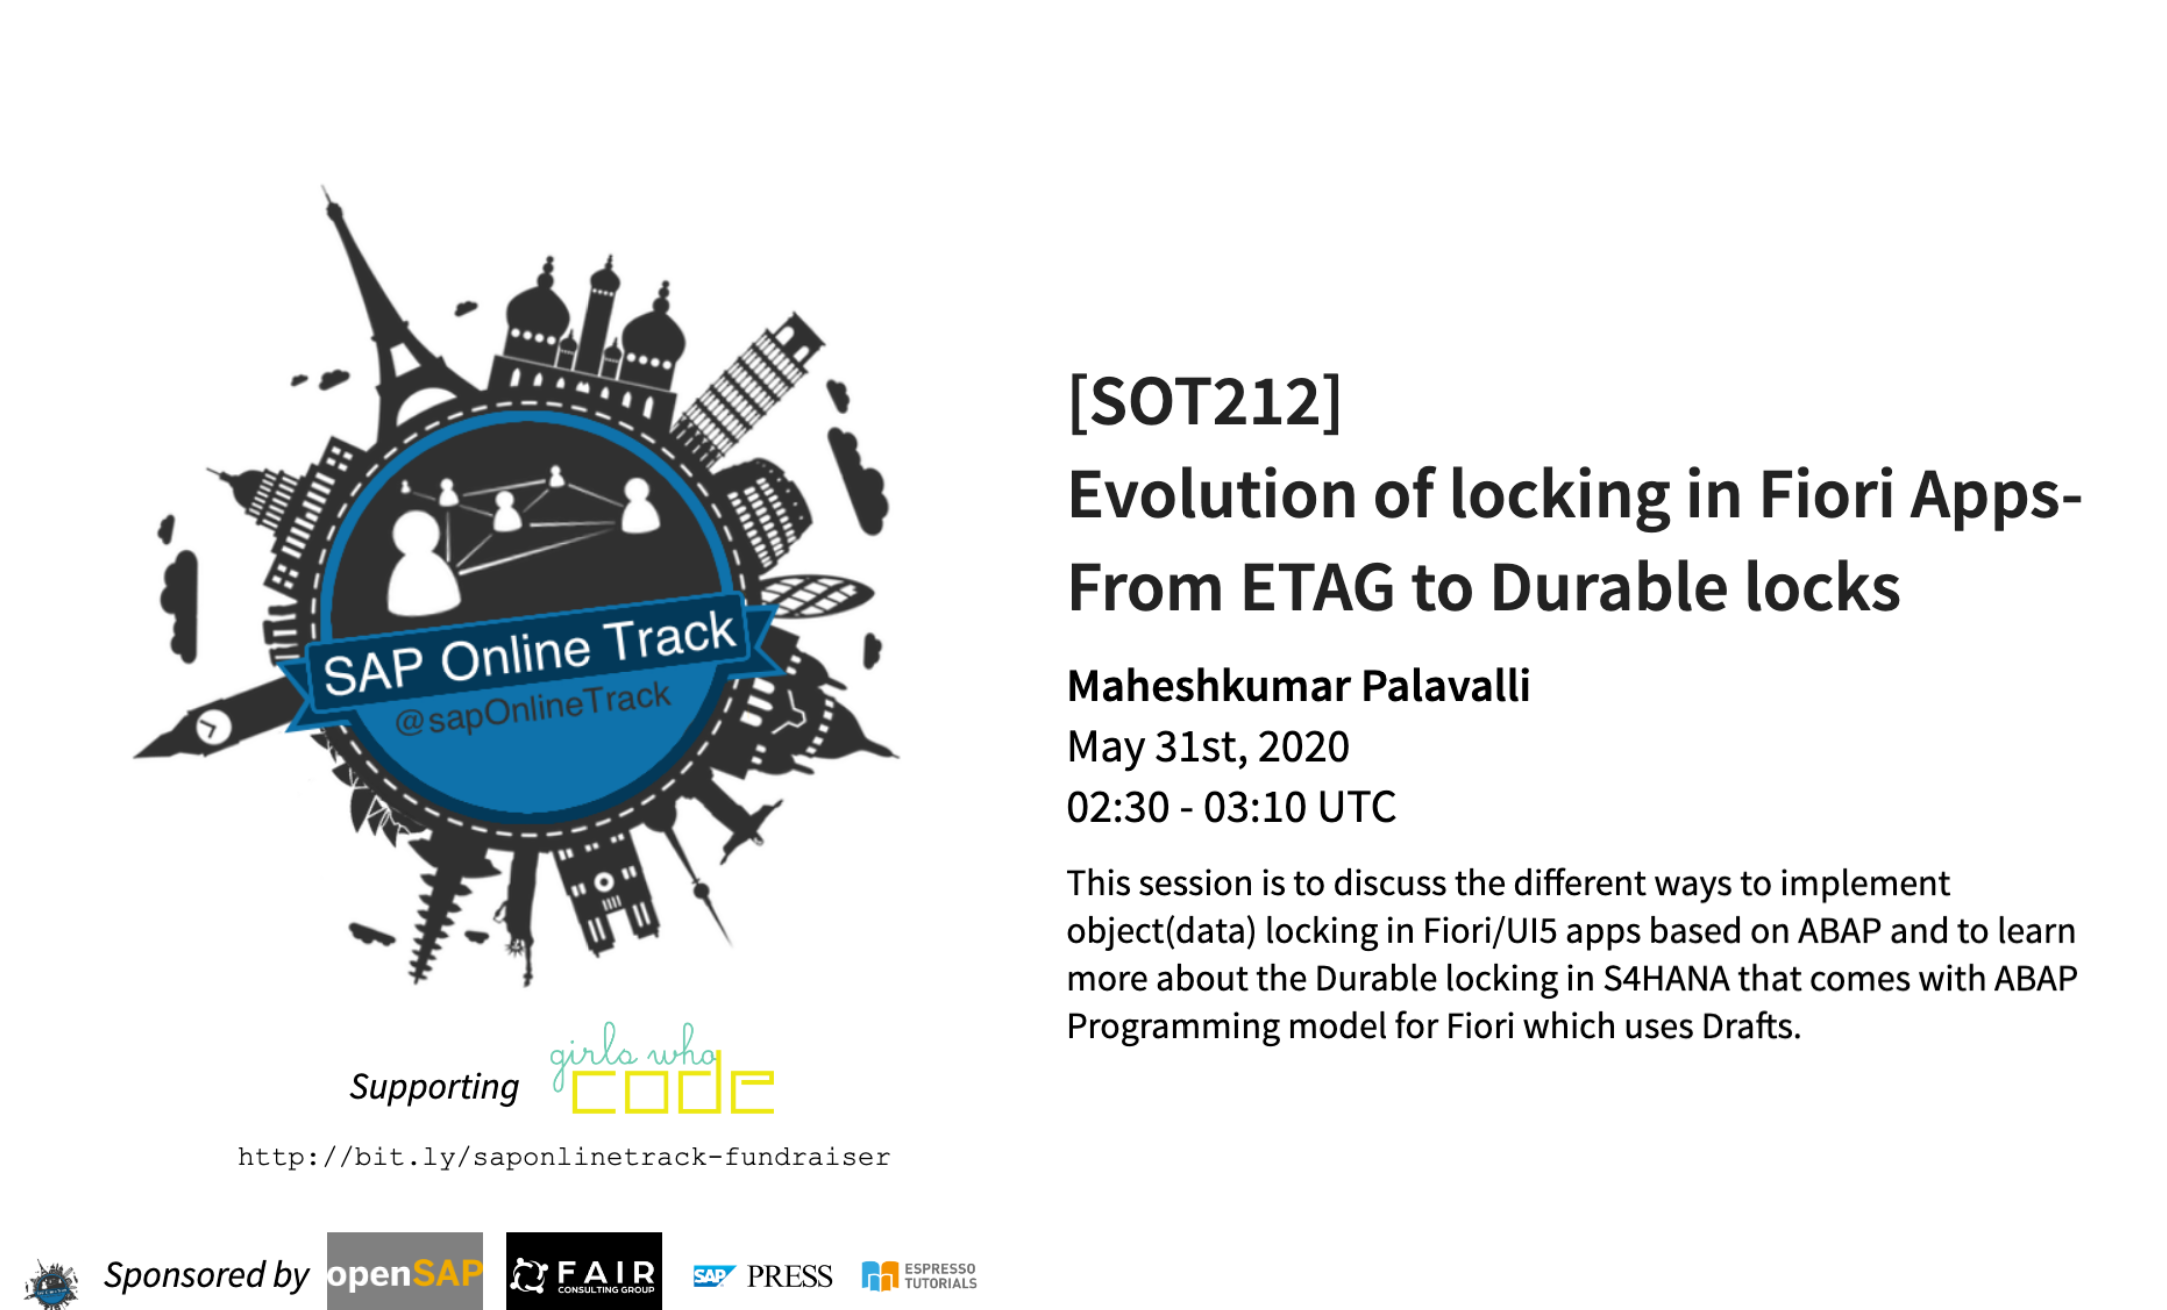 SAP Online Track
@sapOnlineTrack
Supporting
girls who
code
http://bit.ly/saponlinetrack-fundraiser
[SOT212]
Evolution of locking in Fiori Apps-
From ETAG to Durable locks
Maheshkumar Palavalli
May 31st, 2020
02:30 - 03:10 UTC
This session is to discuss the different ways to implement
object(data) locking in Fiori/UI5 apps based on ABAP and to learn
more about the Durable locking in S4HANA that comes with ABAP
Programming model for Fiori which uses Drafts.
Sponsored by
openSAP
FAIR
CONSULTING GROUP
SAP PRESS
ESPRESSO
TUTORIALS